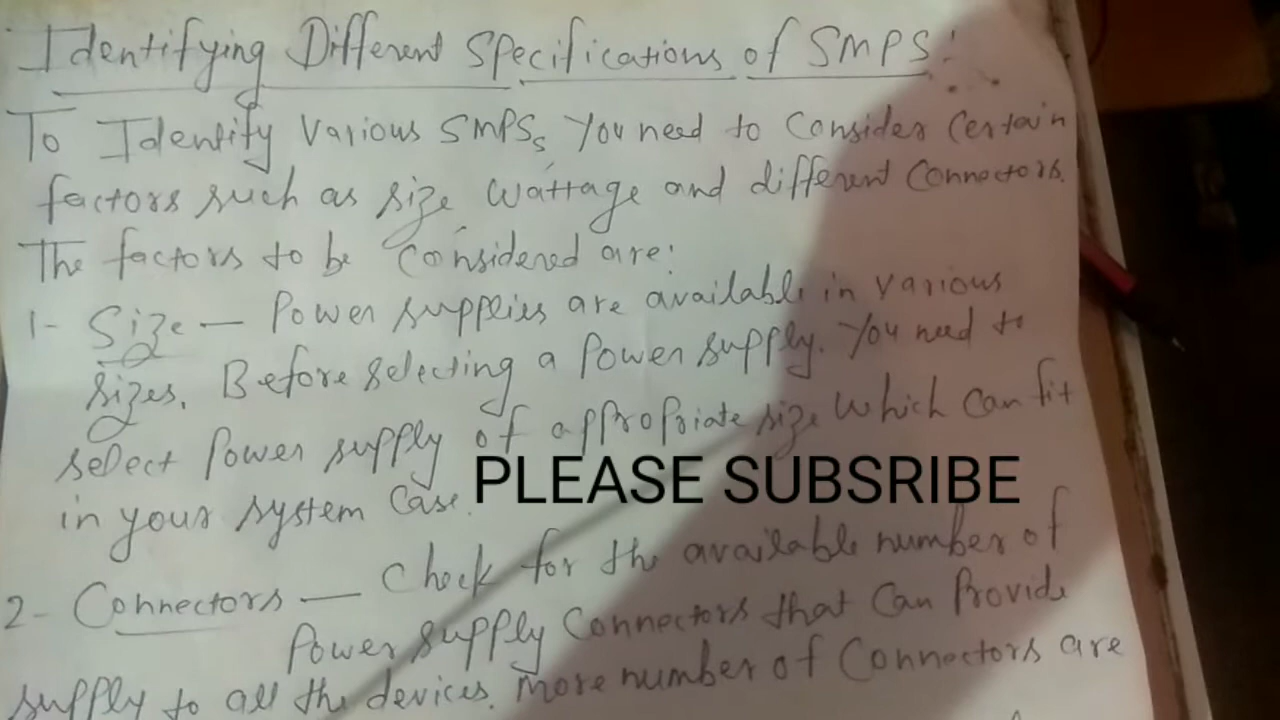 Identifying Different Specifications of SMPS:
To Identify Various SMPSs, You need to Consider Certain
factors such as size, wattage and different Connectors.
The factors to be Considered are:
1- Size — Power supplies are available in various
sizes. Before selecting a Power supply. You need to
select Power supply of appropriate size which can fit
in your system Case.
PLEASE SUBSRIBE
2- Connectors — Check for the available number of
Power supply Connectors that can Provide
supply to all the devices. More number of Connectors are